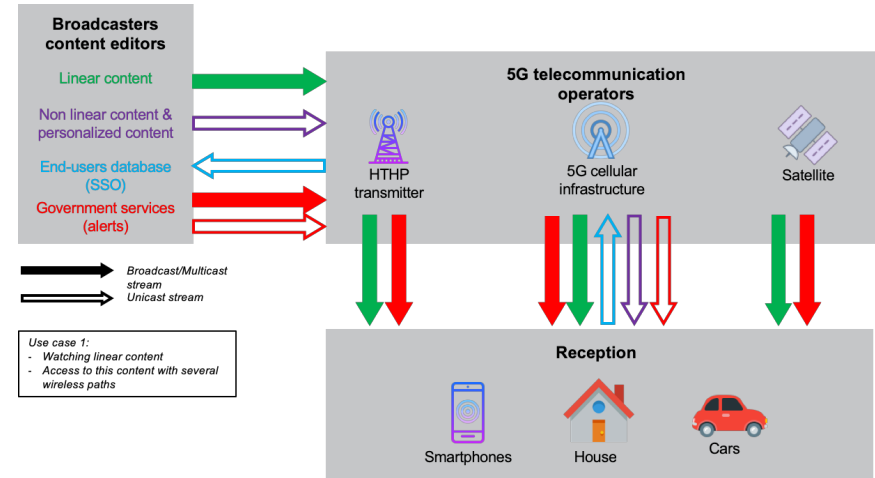 Broadcasters
content editors
Linear content
Non linear content &
personalized content
End-users database
(SSO)
Government services
(alerts)
5G telecommunication
operators
HTHP
transmitter
5G cellular
infrastructure
Satellite
Broadcast/Multicast
stream
Unicast stream
Use case 1:
- Watching linear content
- Access to this content with several
wireless paths
Reception
Smartphones
House
Cars